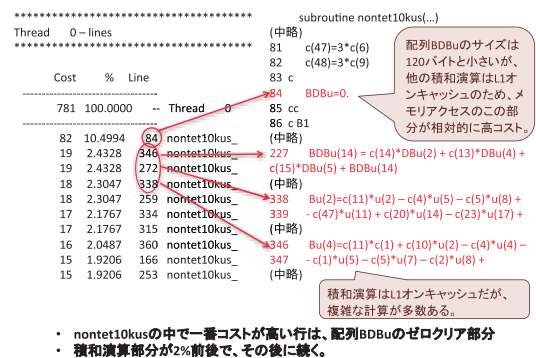 ************************************
Thread 0 – lines
************************************
Cost % Line
----------------------------------------
781 100.0000 -- Thread 0
----------------------------------------
82 10.4994 84 nontet10kus_
19 2.4328 346 nontet10kus_
19 2.4328 272 nontet10kus_
18 2.3047 338 nontet10kus_
18 2.3047 259 nontet10kus_
17 2.1767 334 nontet10kus_
17 2.1767 315 nontet10kus_
16 2.0487 360 nontet10kus_
15 1.9206 166 nontet10kus_
15 1.9206 253 nontet10kus_
subroutine nontet10kus(…)
(中略)
81 c(47)=3*c(6)
82 c(48)=3*c(9)
83 c
84 BDBu=0.
85 cc
86 c B1
(中略)
227 BDBu(14) = c(14)*DBu(2) + c(13)*DBu(4) +
c(15)*DBu(5) + BDBu(14)
(中略)
338 Bu(2)=c(11)*u(2) – c(4)*u(5) – c(5)*u(8) +
339 - c(47)*u(11) + c(20)*u(14) – c(23)*u(17) +
(中略)
346 Bu(4)=c(11)*c(1) + c(10)*u(2) – c(4)*u(4) –
347 - c(1)*u(5) – c(5)*u(7) – c(2)*u(8) +
(中略)
配列BDBuのサイズは
120バイトと小さいが、
他の積和演算はL1オ
ンキャッシュのため、メ
モリアクセスのこの部
分が相対的に高コスト。
積和演算はL1オンキャッシュだが、
複雑な計算が多数ある。
• nontet10kusの中で一番コストが高い行は、配列BDBuのゼロクリア部分
• 積和演算部分が2%前後で、その後に続く。